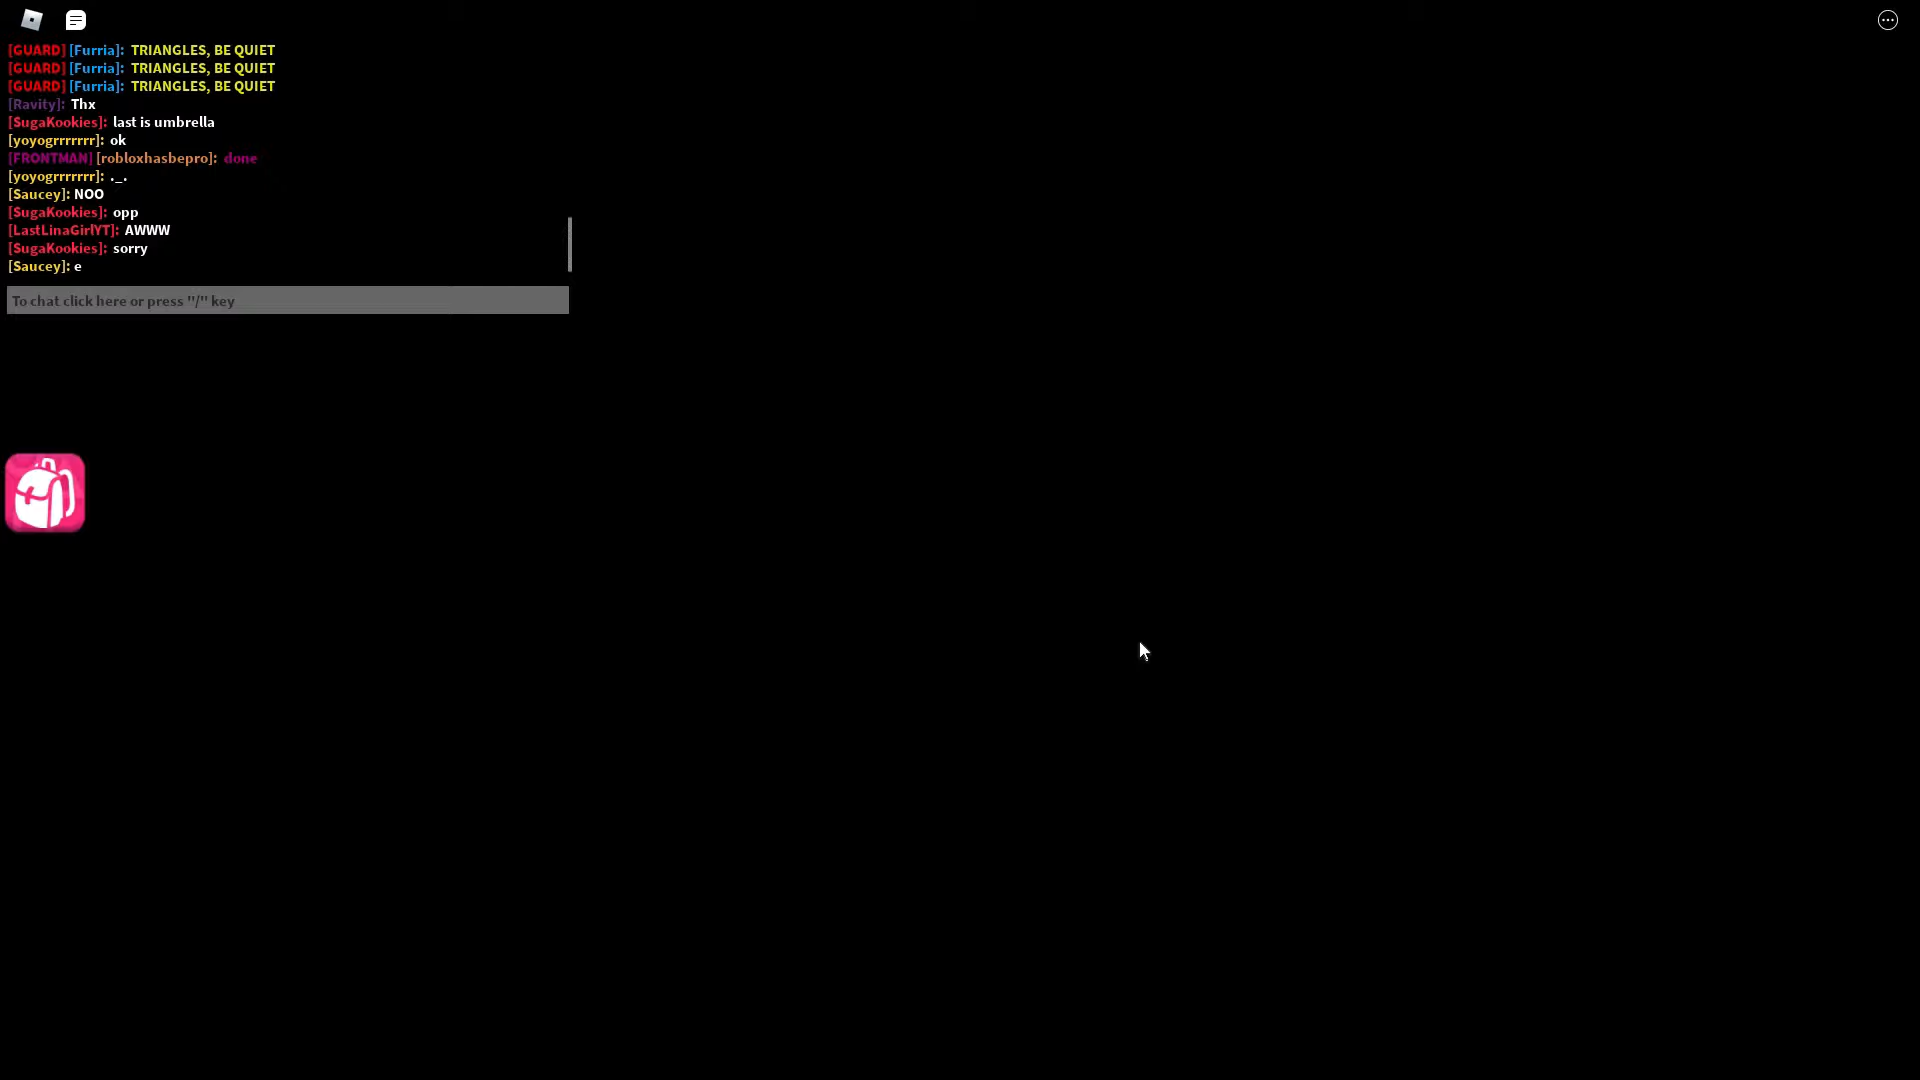 [GUARD] [Furria]: TRIANGLES, BE QUIET
[GUARD] [Furria]: TRIANGLES, BE QUIET
[GUARD] [Furria]: TRIANGLES, BE QUIET
[Ravity]: Thx
[SugaKookies]: last is umbrella
[yoyogrrrrrrr]: ok
[FRONTMAN] [robloxhasbepro]: done
[yoyogrrrrrrr]: ._.
[Saucey]: NOO
[SugaKookies]: opp
[LastLinaGirlYT]: AWWW
[SugaKookies]: sorry
[Saucey]: e
To chat click here or press "/" key